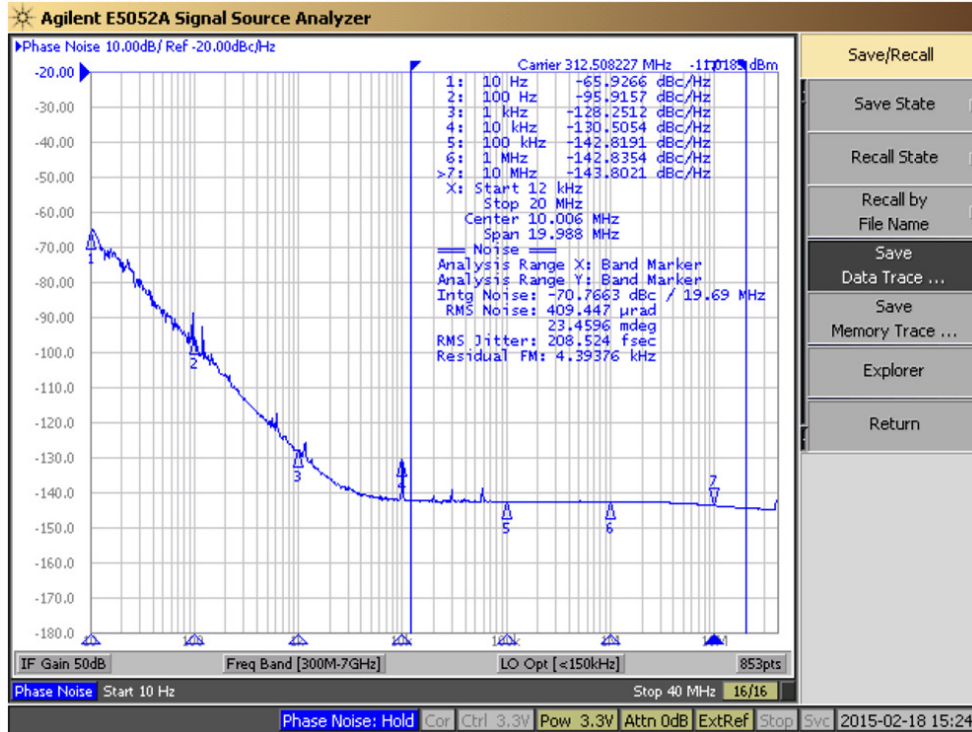 Agilent E5052A Signal Source Analyzer
Phase Noise 10.00dB/ Ref -20.00dBc/Hz
Carrier 312.508227 MHz
dBm
1: 10 Hz -65.9266 dBc/Hz
2: 100 Hz -95.9157 dBc/Hz
3: 1 kHz -128.2512 dBc/Hz
4: 10 kHz -130.5054 dBc/Hz
5: 100 kHz -142.8191 dBc/Hz
6: 1 MHz -142.8354 dBc/Hz
>7: 10 MHz -143.8021 dBc/Hz
X: Start 12 kHz
Stop 20 MHz
Center 10.006 MHz
Span 19.988 MHz
=== Noise ===
Analysis Range X: Band Marker
Analysis Range Y: Band Marker
Intg Noise: -70.7663 dBc / 19.69 MHz
RMS Noise: 409.447 µrad
23.4596 mdeg
RMS Jitter: 208.524 fsec
Residual FM: 4.39376 kHz
-20.00
-30.00
-40.00
-50.00
-60.00
-70.00
-80.00
-90.00
-100.0
-110.0
-120.0
-130.0
-140.0
-150.0
-160.0
-170.0
-180.0
1
2
3
4
5
6
7
IF Gain 50dB
Freq Band [300M-7GHz]
LO Opt [<150kHz]
853pts
Phase Noise Start 10 Hz
Stop 40 MHz 16/16
Phase Noise: Hold Cor Ctrl 3.3V Pow 3.3V Attn 0dB ExtRef Stop Svc 2015-02-18 15:24
Save/Recall
Save State
Recall State
Recall by
File Name
Save
Data Trace ...
Save
Memory Trace ...
Explorer
Return